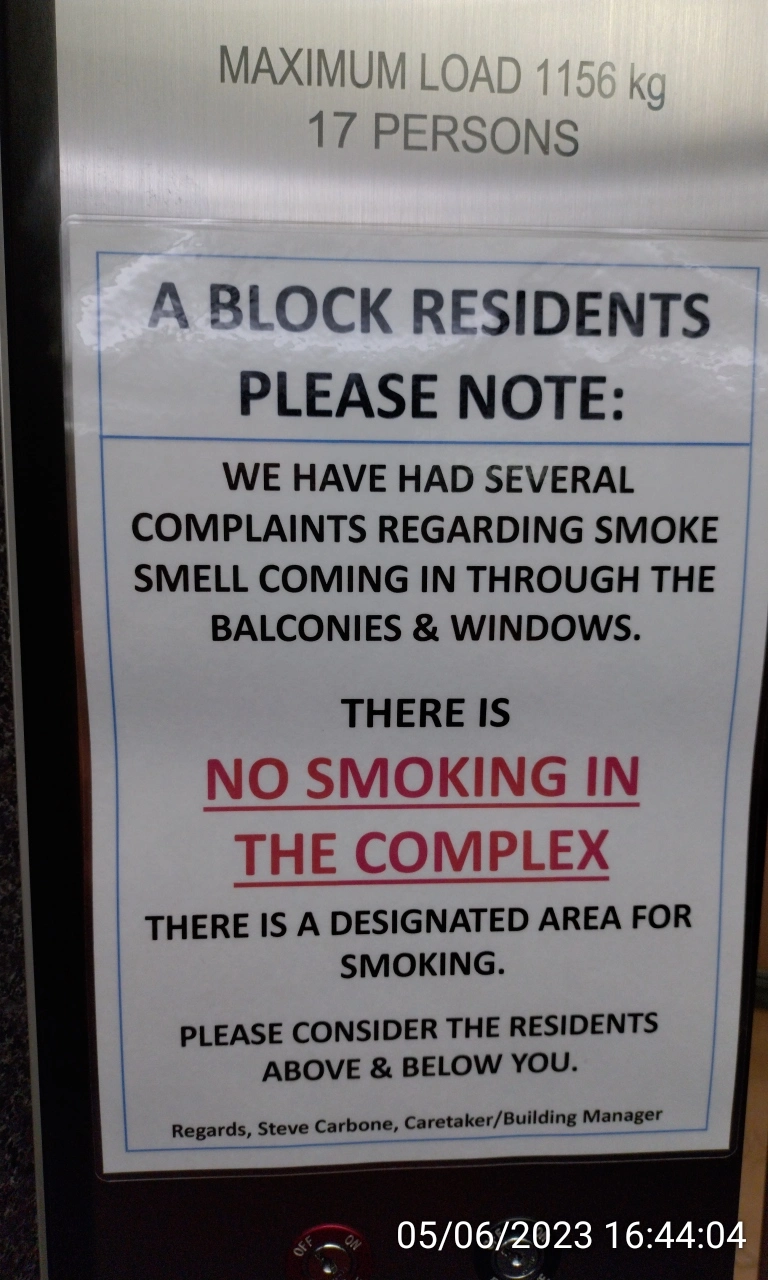 MAXIMUM LOAD 1156 kg
17 PERSONS
A BLOCK RESIDENTS
PLEASE NOTE:
WE HAVE HAD SEVERAL
COMPLAINTS REGARDING SMOKE
SMELL COMING IN THROUGH THE
BALCONIES & WINDOWS.
THERE IS
NO SMOKING IN
THE COMPLEX
THERE IS A DESIGNATED AREA FOR
SMOKING.
PLEASE CONSIDER THE RESIDENTS
ABOVE & BELOW YOU.
Regards, Steve Carbone, Caretaker/Building Manager
OFF ON
05/06/2023 16:44:04